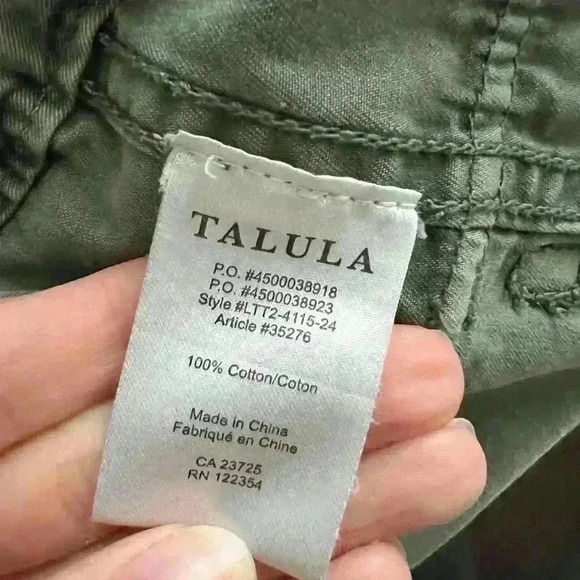 TALULA
P.O. #4500038918
P.O. #4500038923
Style #LTT2-4115-24
Article #35276
100% Cotton/Coton
Made in China
Fabriqué en Chine
CA 23725
RN 122354